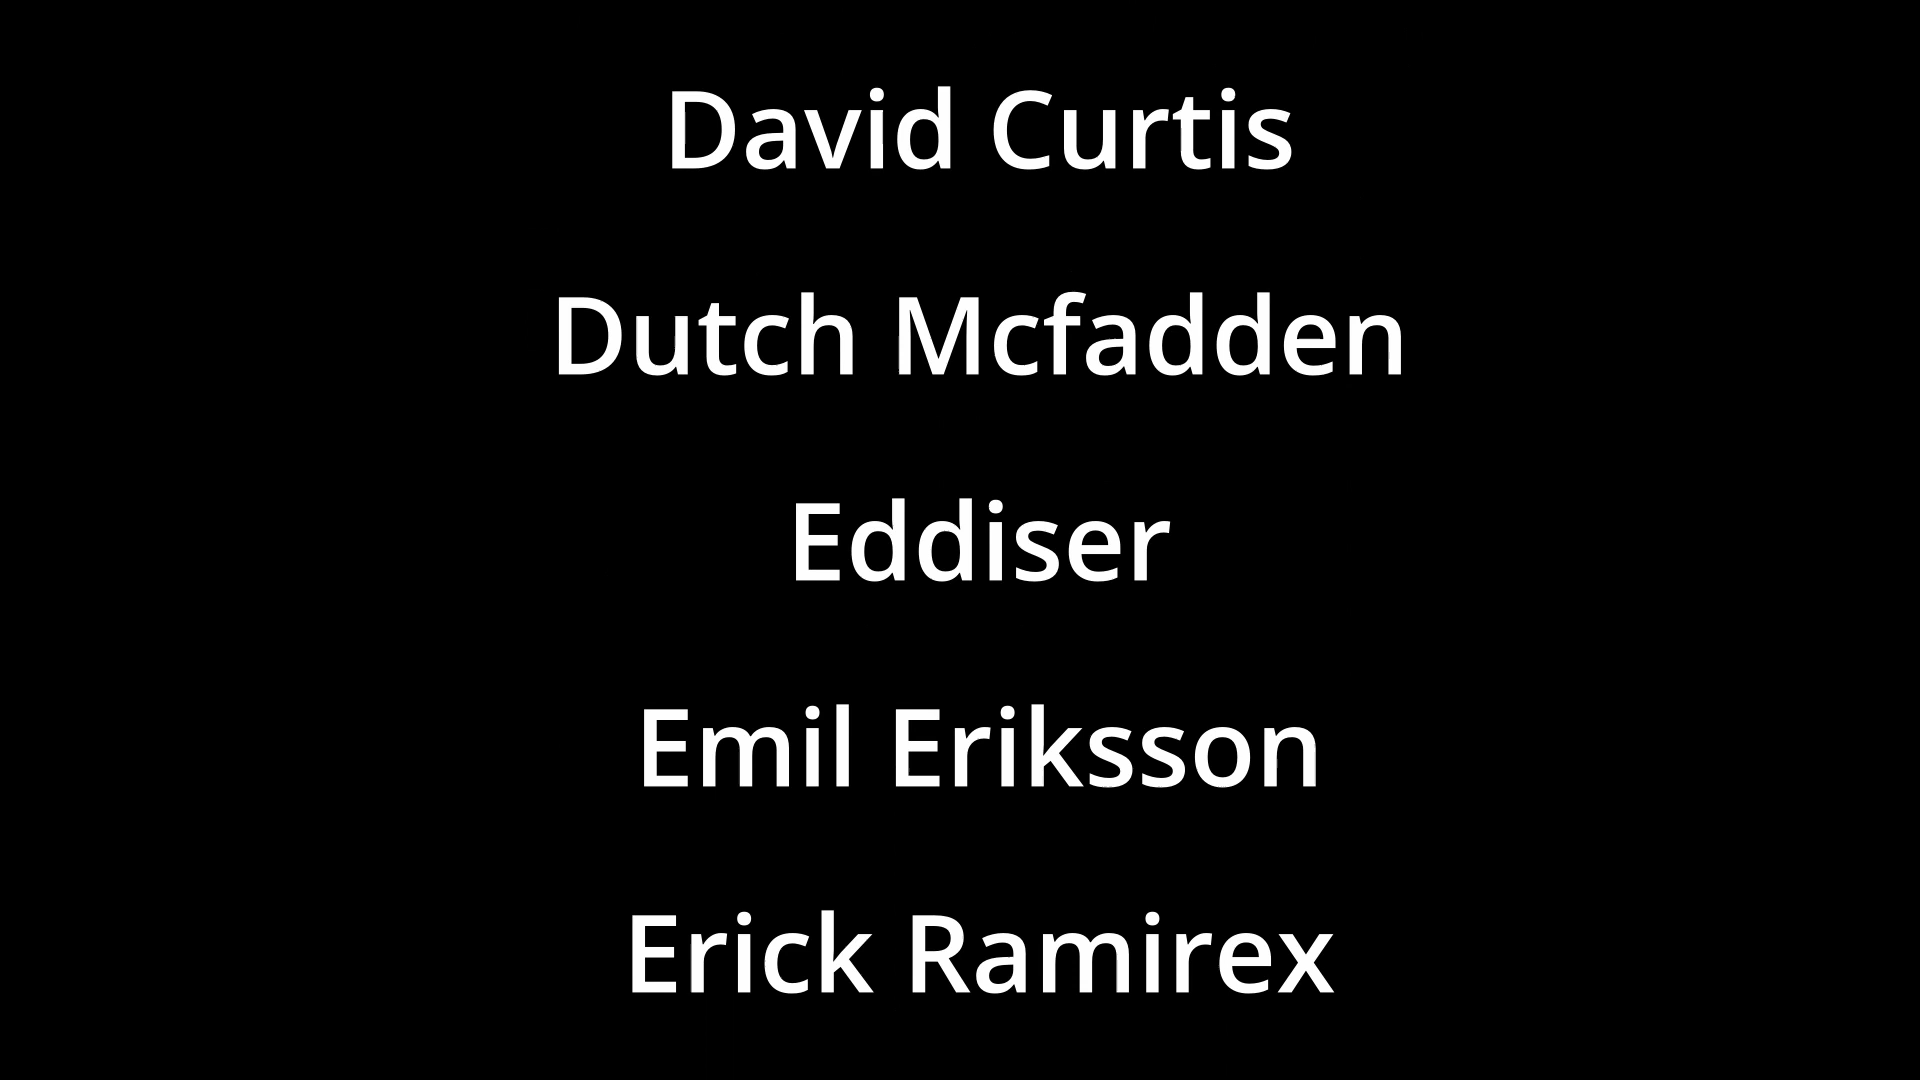 David Curtis
Dutch Mcfadden
Eddiser
Emil Eriksson
Erick Ramirex